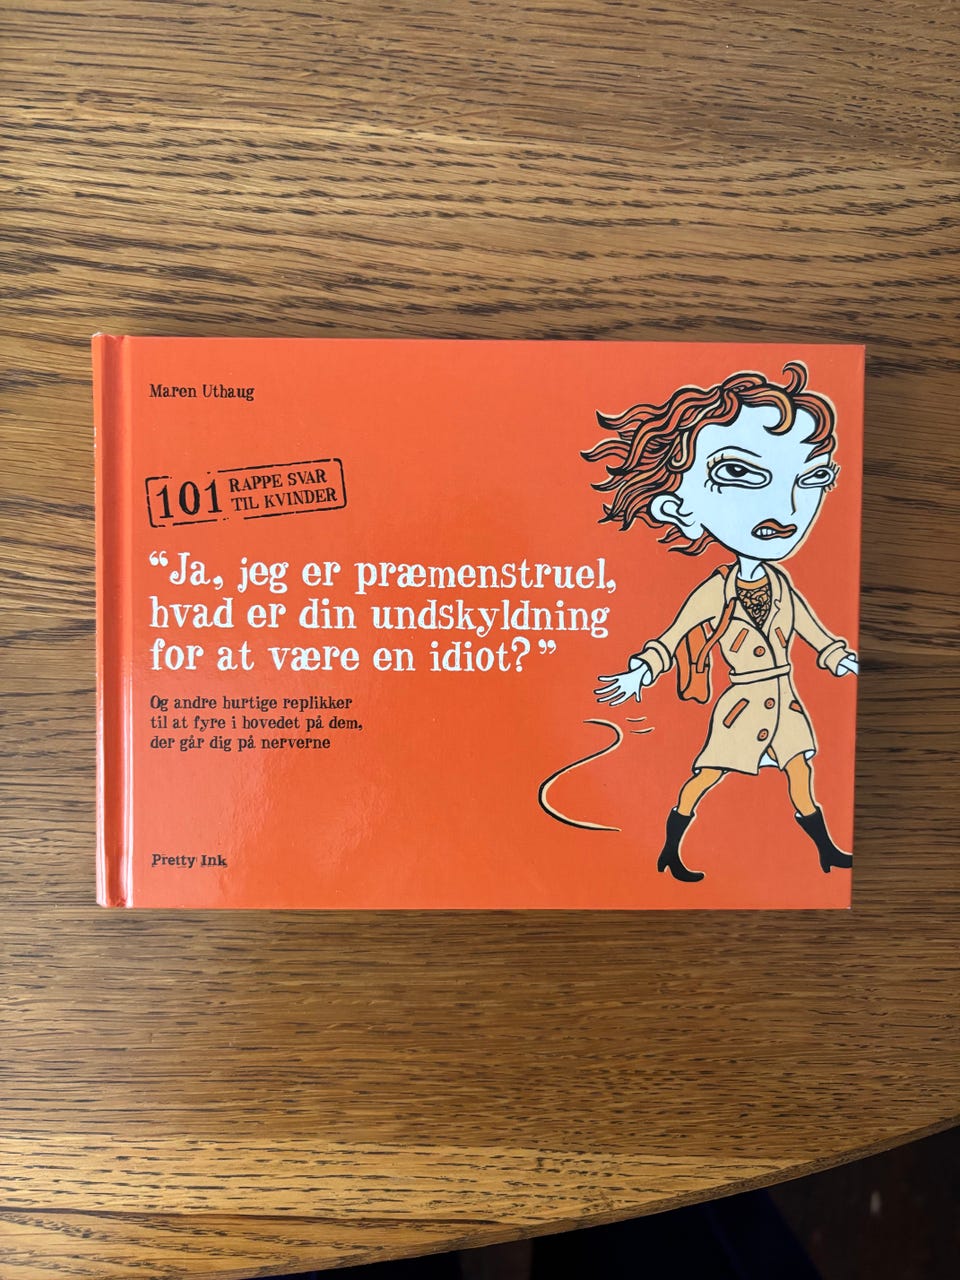 Maren Uthaug
101 RAPPE SVAR
TIL KVINDER
“Ja, jeg er præmenstruel,
hvad er din undskyldning
for at være en idiot?”
Og andre hurtige replikker
til at fyre i hovedet på dem,
der går dig på nerverne
Pretty Ink